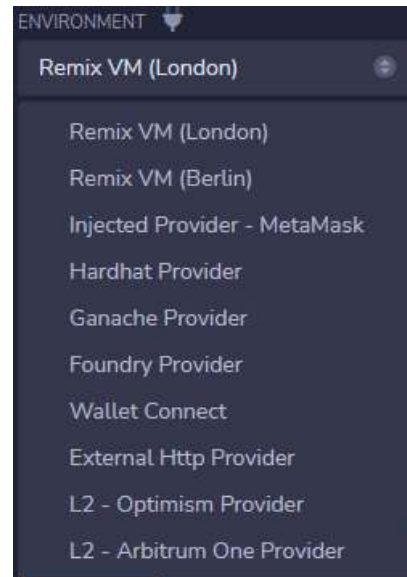 ENVIRONMENT
Remix VM (London)
Remix VM (London)
Remix VM (Berlin)
Injected Provider - MetaMask
Hardhat Provider
Ganache Provider
Foundry Provider
Wallet Connect
External Http Provider
L2 - Optimism Provider
L2 - Arbitrum One Provider